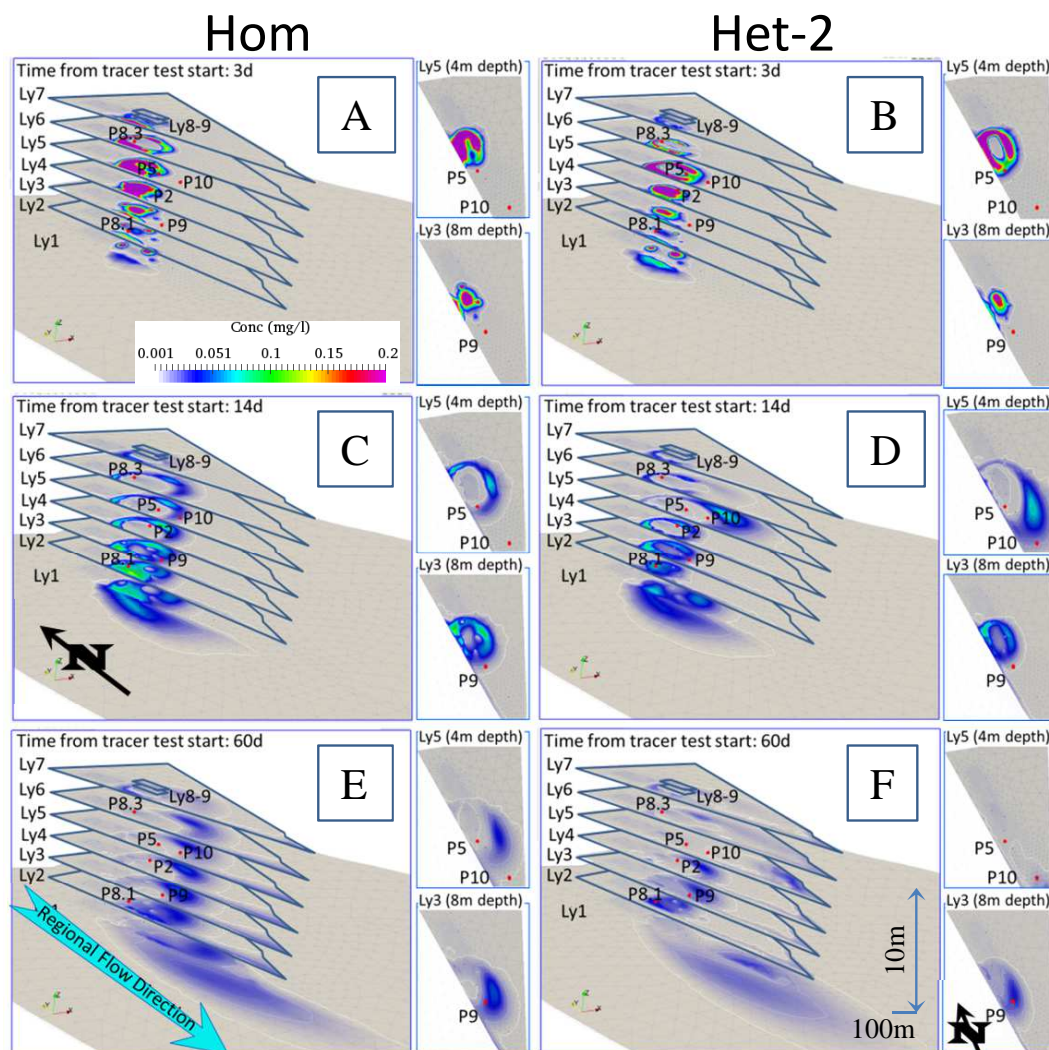 Hom
Het-2
Time from tracer test start: 3d
A
Ly7
Ly6
Ly5
Ly4
Ly3
Ly2
Ly1
P8.3
Ly8-9
P5
P10
P2
P8.1
P9
Conc (mg/l)
0.001 0.051 0.1 0.15 0.2
Ly5 (4m depth)
P5
P10
Ly3 (8m depth)
P9
Time from tracer test start: 3d
B
Ly7
Ly6
Ly5
Ly4
Ly3
Ly2
Ly1
P8.3
Ly8-9
P5
P10
P2
P8.1
P9
Ly5 (4m depth)
P5
P10
Ly3 (8m depth)
P9
Time from tracer test start: 14d
C
Ly7
Ly6
Ly5
Ly4
Ly3
Ly2
Ly1
P8.3
Ly8-9
P5
P10
P2
P8.1
P9
N
Ly5 (4m depth)
P5
P10
Ly3 (8m depth)
P9
Time from tracer test start: 14d
D
Ly7
Ly6
Ly5
Ly4
Ly3
Ly2
Ly1
P8.3
Ly8-9
P5
P10
P2
P8.1
P9
Ly5 (4m depth)
P5
P10
Ly3 (8m depth)
P9
Time from tracer test start: 60d
E
Ly7
Ly6
Ly5
Ly4
Ly3
Ly2
P8.3
Ly8-9
P5
P10
P2
P8.1
P9
Regional Flow Direction
Ly5 (4m depth)
P5
P10
Ly3 (8m depth)
P9
Time from tracer test start: 60d
F
Ly7
Ly6
Ly5
Ly4
Ly3
Ly2
Ly1
P8.3
Ly8-9
P5
P10
P2
P8.1
P9
10m
100m
Ly5 (4m depth)
P5
P10
Ly3 (8m depth)
P9
N